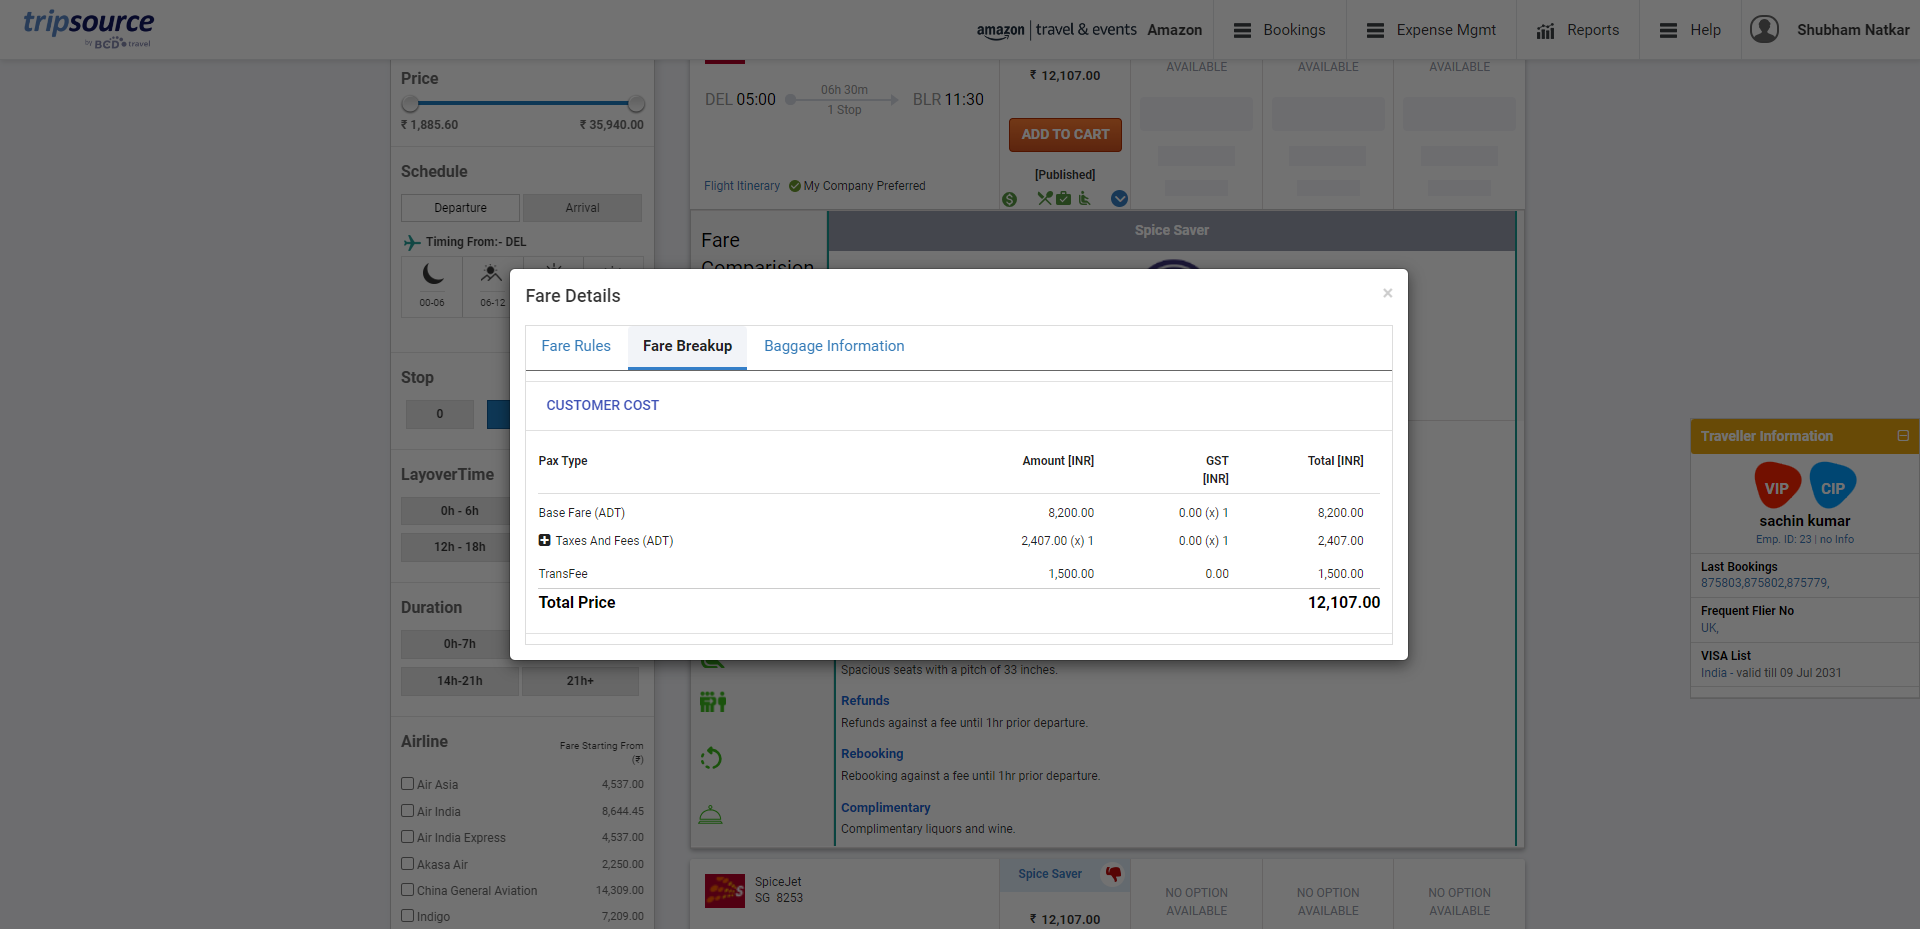 tripsource
by BCD travel
amazon travel & events Amazon
Bookings
Expense Mgmt
Reports
Help
Shubham Natkar
Price
₹ 1,885.60 ₹ 35,940.00
Schedule
Departure Arrival
Timing From:- DEL
00-06 06-12
Stop
0
LayoverTime
0h - 6h
12h - 18h
Duration
0h-7h
14h-21h 21h+
Airline Fare Starting From
(₹)
Air Asia 4,537.00
Air India 8,644.45
Air India Express 4,537.00
Akasa Air 2,250.00
China General Aviation 14,309.00
Indigo 7,209.00
DEL 05:00 06h 30m BLR 11:30
1 Stop
Flight Itinerary My Company Preferred
₹ 12,107.00
ADD TO CART
[Published]
AVAILABLE AVAILABLE AVAILABLE
Fare
Comparision
Spice Saver
Fare Details ×
Fare Rules Fare Breakup Baggage Information
CUSTOMER COST
Pax Type Amount [INR] GST Total [INR]
[INR]
Base Fare (ADT) 8,200.00 0.00 (x) 1 8,200.00
Taxes And Fees (ADT) 2,407.00 (x) 1 0.00 (x) 1 2,407.00
TransFee 1,500.00 0.00 1,500.00
Total Price 12,107.00
Spacious seats with a pitch of 33 inches.
Refunds
Refunds against a fee until 1hr prior departure.
Rebooking
Rebooking against a fee until 1hr prior departure.
Complimentary
Complimentary liquors and wine.
SpiceJet
SG 8253
Spice Saver
₹ 12,107.00
NO OPTION NO OPTION NO OPTION
AVAILABLE AVAILABLE AVAILABLE
Traveller Information
VIP CIP
sachin kumar
Emp. ID: 23 | no Info
Last Bookings
875803,875802,875779,
Frequent Flier No
UK,
VISA List
India - valid till 09 Jul 2031